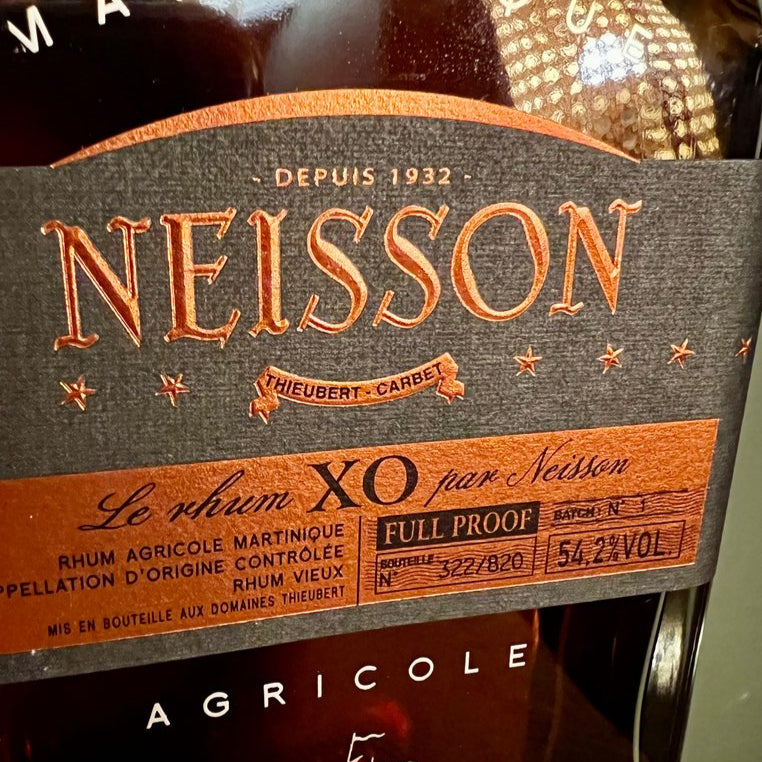 - DEPUIS 1932 -
NEISSON
THIEUBERT - CARBET
Le rhum XO par Neisson
RHUM AGRICOLE MARTINIQUE
APPELLATION D'ORIGINE CONTRÔLÉE
RHUM VIEUX
MIS EN BOUTEILLE AUX DOMAINES THIEUBERT
FULL PROOF
BATCH: N° 1
BOUTEILLE N° 322/820
54,2%VOL.
AGRICOLE